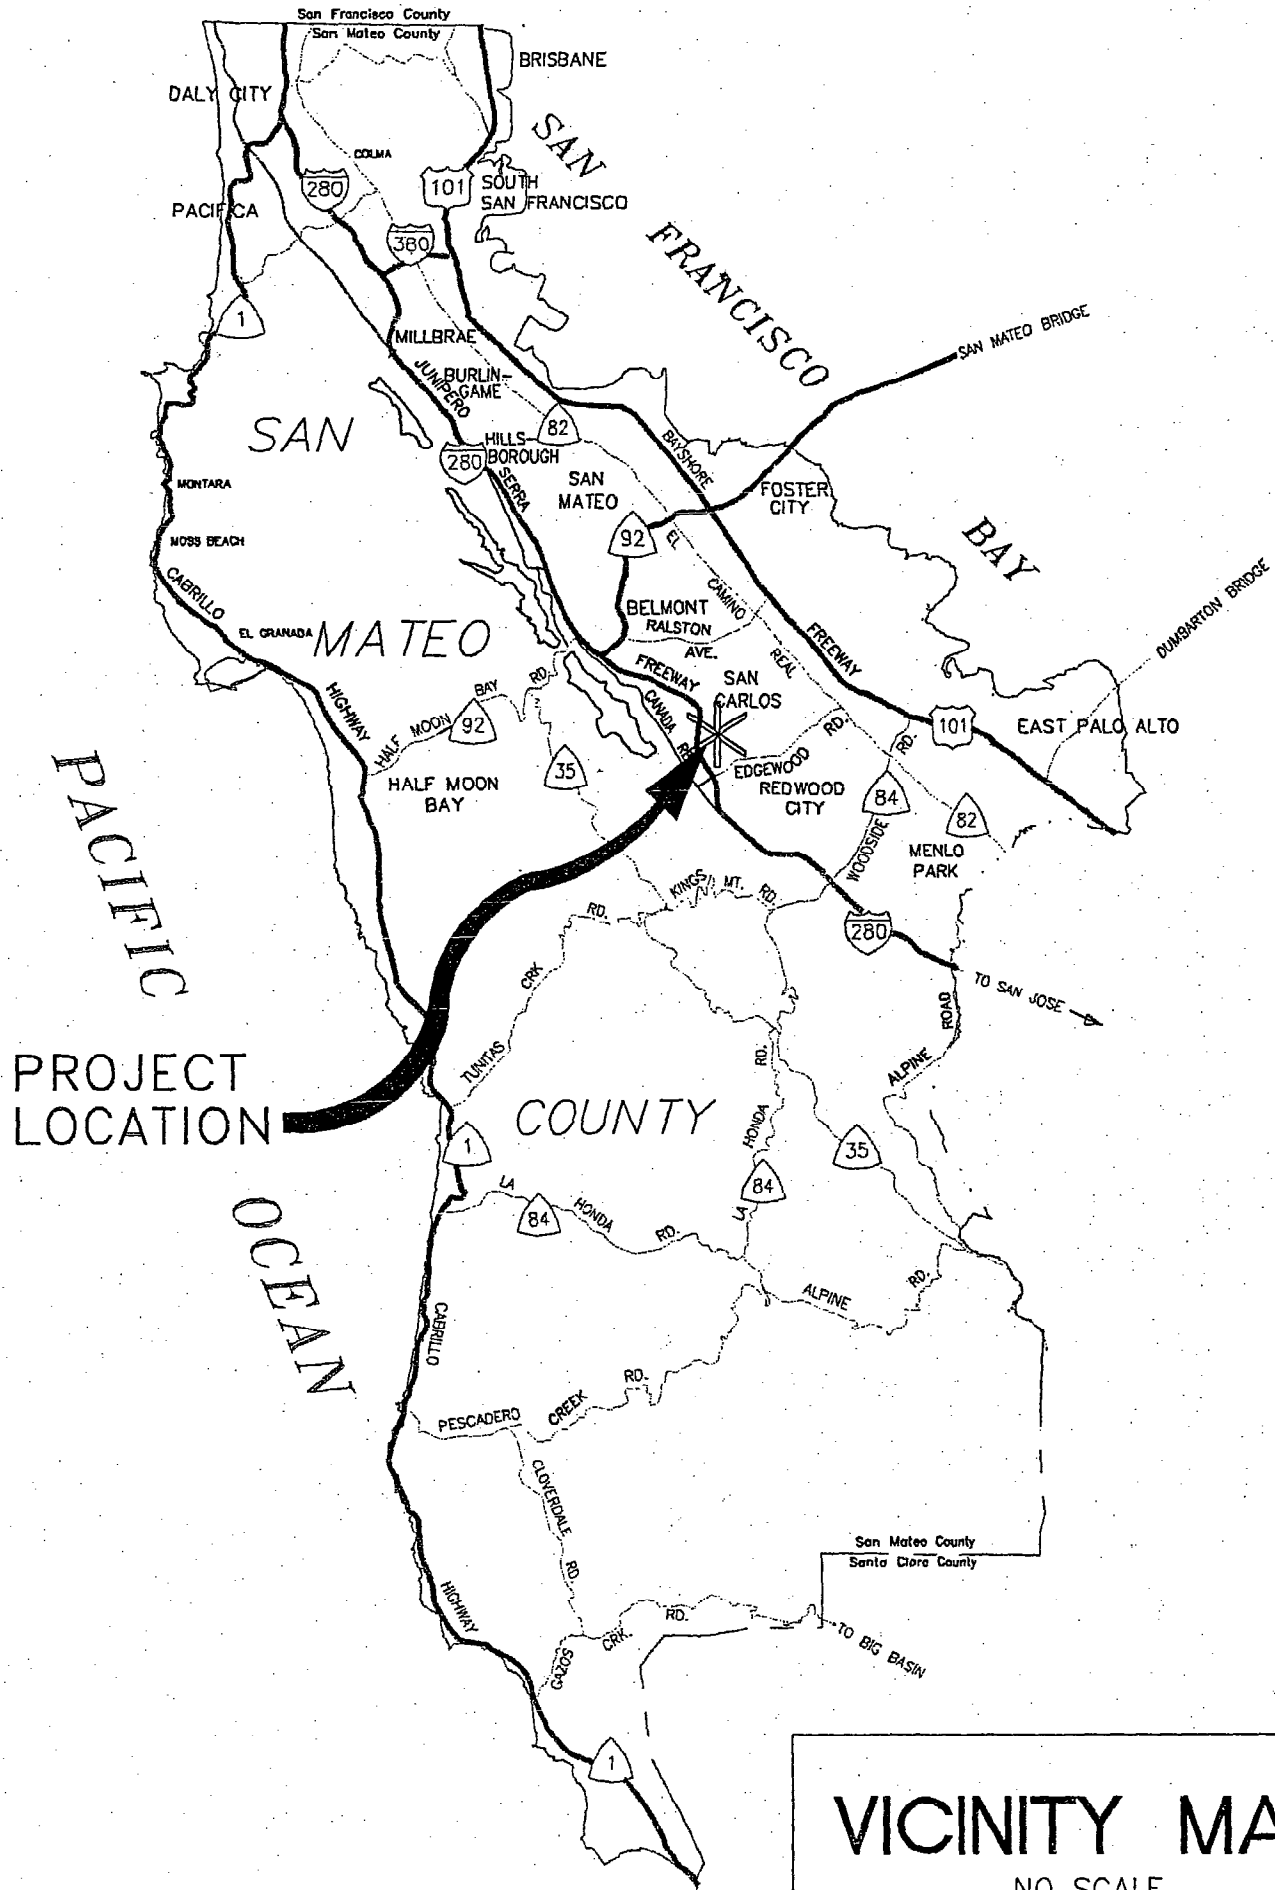 San Francisco County
San Mateo County
BRISBANE
DALY CITY
SAN
COLMA
280
101
SOUTH
SAN FRANCISCO
PACIFICA
380
FRANCISCO
1
MILLBRAE
SAN MATEO BRIDGE
JUNIPERO
BURLIN-
GAME
82
SAN
HILLS-
BOROUGH
280
BAYSHORE
SERRA
SAN
MATEO
FOSTER
CITY
MONTARA
92
EL
BAY
MOSS BEACH
CABRILLO
CAMINO
DUMBARTON BRIDGE
BELMONT
RALSTON
AVE.
EL GRANADA
MATEO
REAL
FREEWAY
FREEWAY
SAN
CARLOS
HIGHWAY
HALF MOON BAY RD.
92
CANADA RD.
RD.
RD.
101
EAST PALO ALTO
35
EDGEWOOD
HALF MOON
BAY
REDWOOD
CITY
84
82
PACIFIC
WOODSIDE
MENLO
PARK
KINGS MT. RD.
RD.
280
CRK
TO SAN JOSE
ROAD
PROJECT
LOCATION
TUNITAS
RD.
ALPINE
COUNTY
HONDA
1
35
84
LA
LA
84
HONDA
RD.
OCEAN
RD.
ALPINE
CABRILLO
RD.
CREEK
PESCADERO
CLOVERDALE
San Mateo County
Santa Clara County
RD.
HIGHWAY
RD.
CRK.
GAZOS
TO BIG BASIN
1
VICINITY MA
NO SCALE